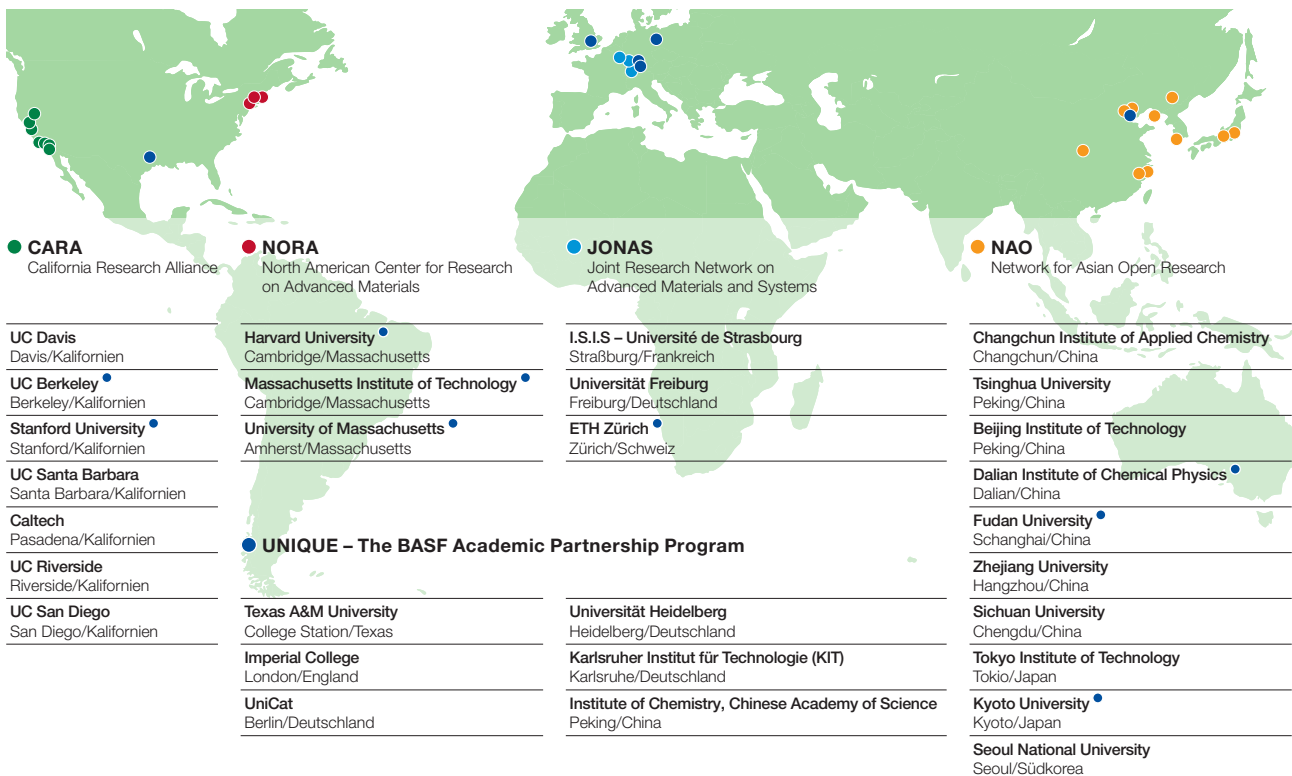 CARA
California Research Alliance
UC Davis
Davis/Kalifornien
UC Berkeley
Berkeley/Kalifornien
Stanford University
Stanford/Kalifornien
UC Santa Barbara
Santa Barbara/Kalifornien
Caltech
Pasadena/Kalifornien
UC Riverside
Riverside/Kalifornien
UC San Diego
San Diego/Kalifornien
NORA
North American Center for Research
on Advanced Materials
Harvard University
Cambridge/Massachusetts
Massachusetts Institute of Technology
Cambridge/Massachusetts
University of Massachusetts
Amherst/Massachusetts
JONAS
Joint Research Network on
Advanced Materials and Systems
I.S.I.S – Université de Strasbourg
Straßburg/Frankreich
Universität Freiburg
Freiburg/Deutschland
ETH Zürich
Zürich/Schweiz
UNIQUE – The BASF Academic Partnership Program
Texas A&M University
College Station/Texas
Imperial College
London/England
UniCat
Berlin/Deutschland
Universität Heidelberg
Heidelberg/Deutschland
Karlsruher Institut für Technologie (KIT)
Karlsruhe/Deutschland
Institute of Chemistry, Chinese Academy of Science
Peking/China
NAO
Network for Asian Open Research
Changchun Institute of Applied Chemistry
Changchun/China
Tsinghua University
Peking/China
Beijing Institute of Technology
Peking/China
Dalian Institute of Chemical Physics
Dalian/China
Fudan University
Schanghai/China
Zhejiang University
Hangzhou/China
Sichuan University
Chengdu/China
Tokyo Institute of Technology
Tokio/Japan
Kyoto University
Kyoto/Japan
Seoul National University
Seoul/Südkorea